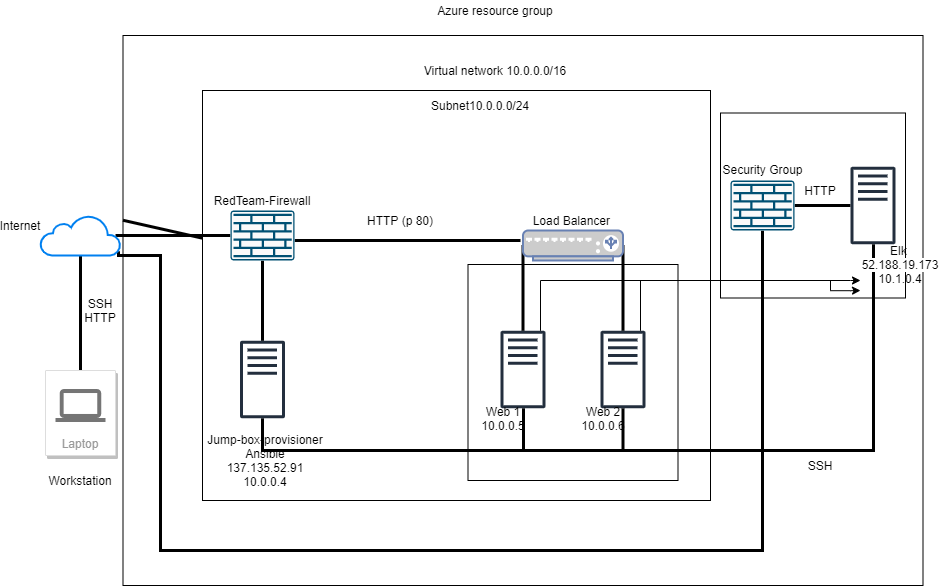 Azure resource group
Virtual network 10.0.0.0/16
Subnet10.0.0.0/24
Security Group
HTTP
RedTeam-Firewall
Internet
HTTP (p 80)
Load Balancer
Elk
52.188.19.173
10.1.0.4
SSH
HTTP
Laptop
Workstation
Web 1
10.0.0.5
Web 2
10.0.0.6
Jump-box-provisioner
Ansible
137.135.52.91
10.0.0.4
SSH